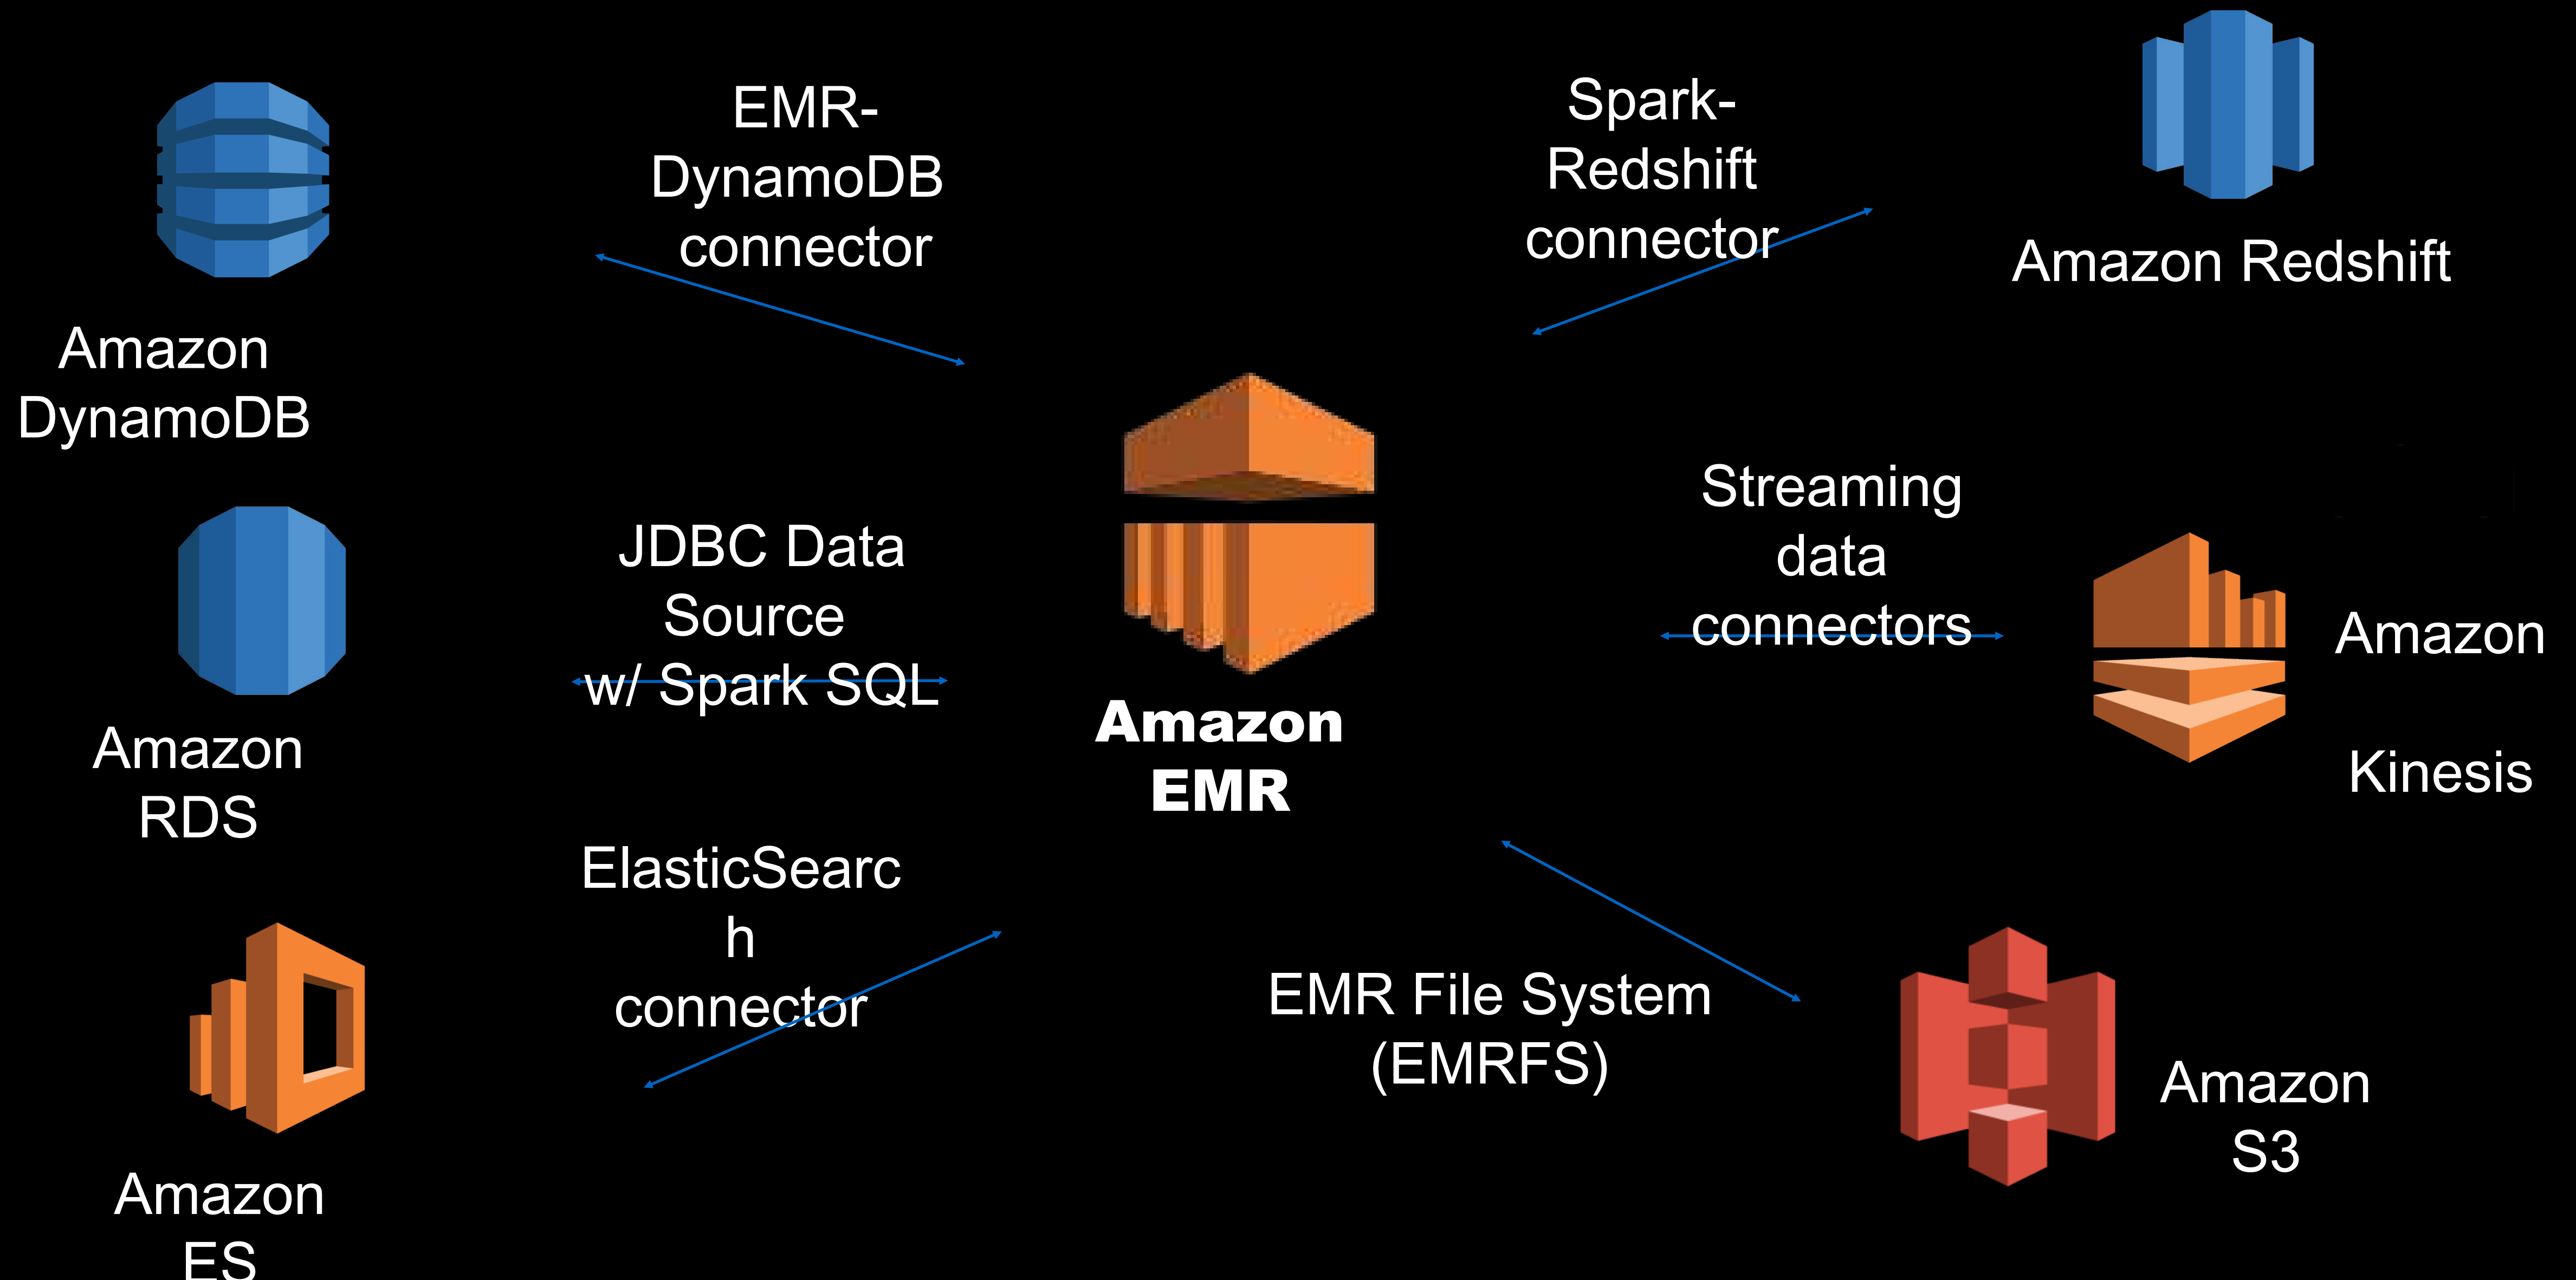 EMR-
DynamoDB
connector
Spark-
Redshift
connector
Amazon Redshift
Amazon
DynamoDB
Streaming
data
connectors
JDBC Data
Source
w/ Spark SQL
Amazon
EMR
Amazon
Kinesis
Amazon
RDS
ElasticSearc
h
connector
EMR File System
(EMRFS)
Amazon
S3
Amazon
ES